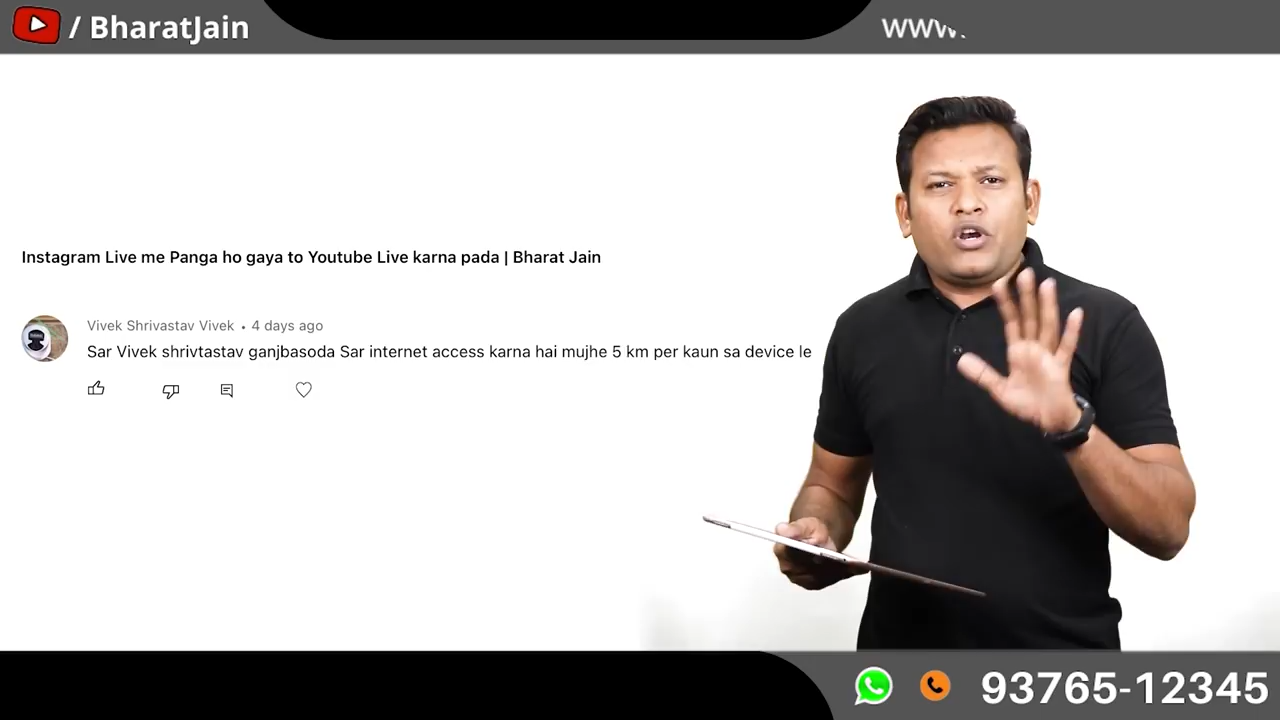 / BharatJain
www.
Instagram Live me Panga ho gaya to Youtube Live karna pada | Bharat Jain
Vivek Shrivastav Vivek • 4 days ago
Sar Vivek shrivtastav ganjbasoda Sar internet access karna hai mujhe 5 km per kaun sa device le
93765-12345